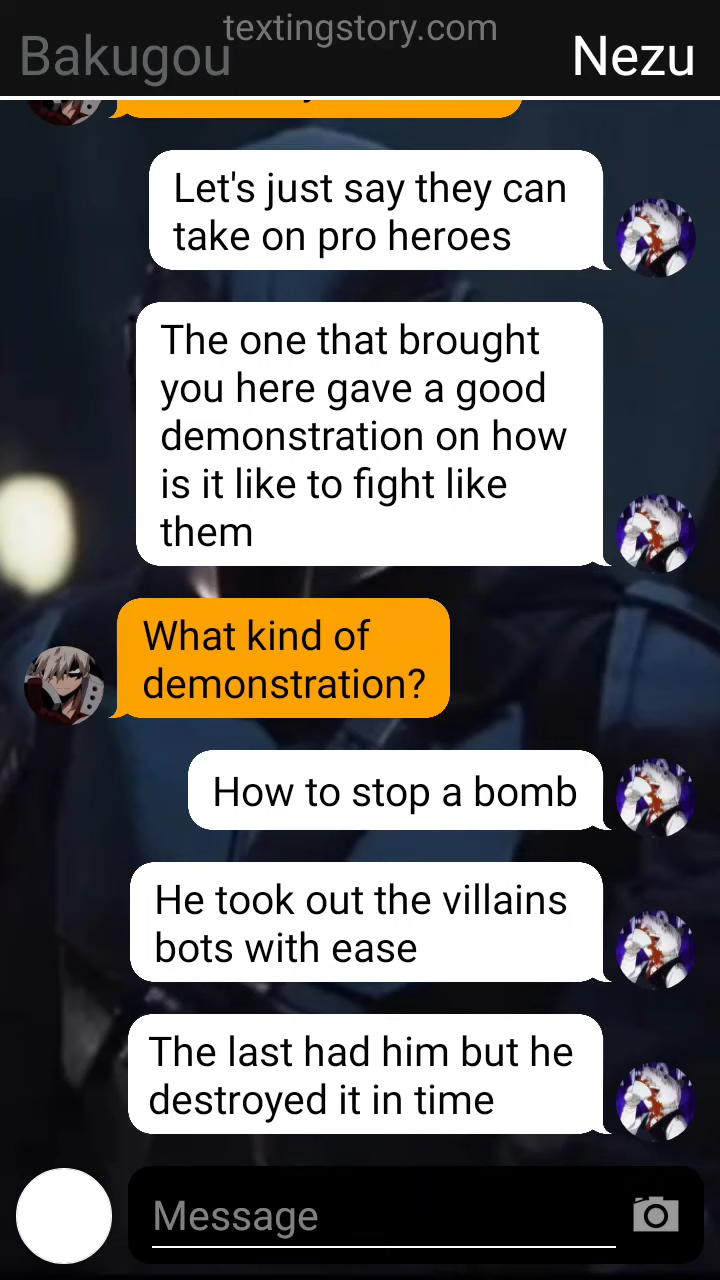 textingstory.com
Bakugou
Nezu
Let's just say they can
take on pro heroes
The one that brought
you here gave a good
demonstration on how
is it like to fight like
them
What kind of
demonstration?
How to stop a bomb
He took out the villains
bots with ease
The last had him but he
destroyed it in time
Message